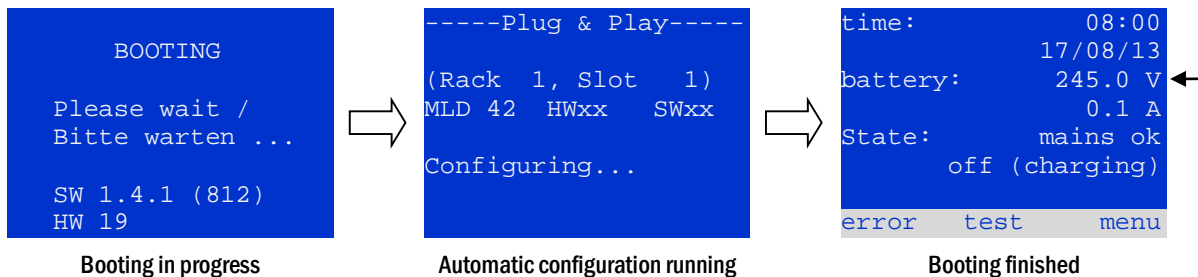 BOOTING
Please wait /
Bitte warten ...
SW 1.4.1 (812)
HW 19
Booting in progress
-----Plug & Play-----
(Rack 1, Slot 1)
MLD 42 HWxx SWxx
Configuring...
Automatic configuration running
time: 08:00
17/08/13
battery: 245.0 V
0.1 A
State: mains ok
off (charging)
error test menu
Booting finished